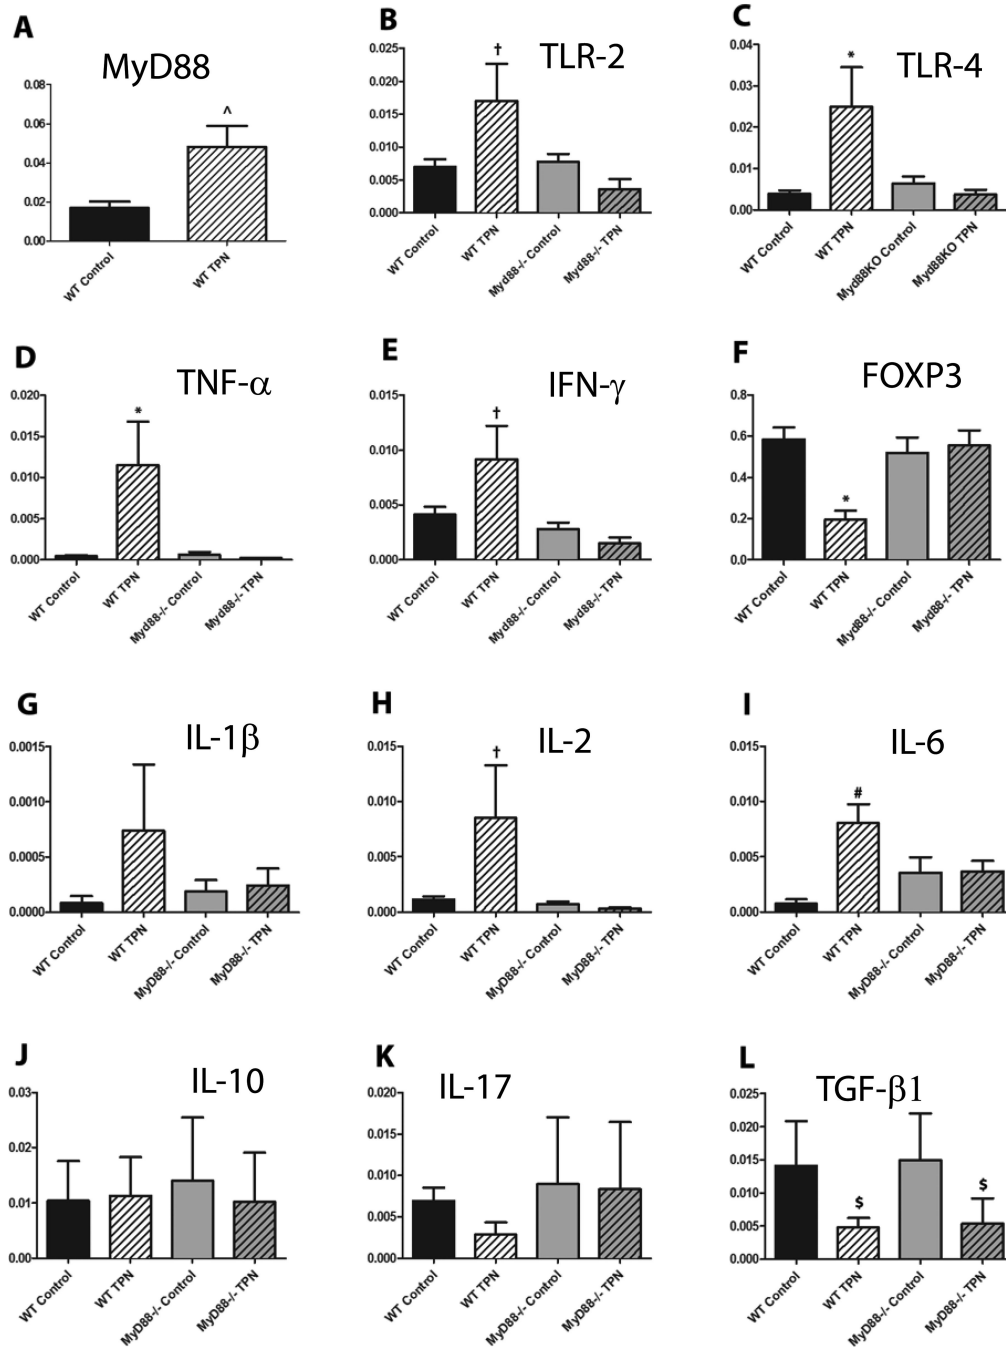 A
MyD88
0.08
0.06
0.04
0.02
0.00
^
WT Control
WT TPN
B
TLR-2
0.025
0.020
0.015
0.010
0.005
0.000
†
WT Control
WT TPN
Myd88-/- Control
Myd88-/- TPN
C
TLR-4
0.04
0.03
0.02
0.01
0.00
*
WT Control
WT TPN
Myd88KO Control
Myd88KO TPN
D
TNF-α
0.020
0.015
0.010
0.005
0.000
*
WT Control
WT TPN
Myd88-/- Control
Myd88-/- TPN
E
IFN-γ
0.015
0.010
0.005
0.000
†
WT Control
WT TPN
Myd88-/- Control
Myd88-/- TPN
F
FOXP3
0.8
0.6
0.4
0.2
0.0
*
WT Control
WT TPN
Myd88-/- Control
Myd88-/- TPN
G
IL-1β
0.0015
0.0010
0.0005
0.0000
WT Control
WT TPN
MyD88-/- Control
MyD88-/- TPN
H
IL-2
0.015
0.010
0.005
0.000
†
WT Control
WT TPN
MyD88-/- Control
MyD88-/- TPN
I
IL-6
0.015
0.010
0.005
0.000
#
WT Control
WT TPN
MyD88-/- Control
MyD88-/- TPN
J
IL-10
0.03
0.02
0.01
0.00
WT Control
WT TPN
MyD88-/- Control
MyD88-/- TPN
K
IL-17
0.020
0.015
0.010
0.005
0.000
WT Control
WT TPN
MyD88-/- Control
MyD88-/- TPN
L
TGF-β1
0.025
0.020
0.015
0.010
0.005
0.000
$
$
WT Control
WT TPN
MyD88-/- Control
MyD88-/- TPN